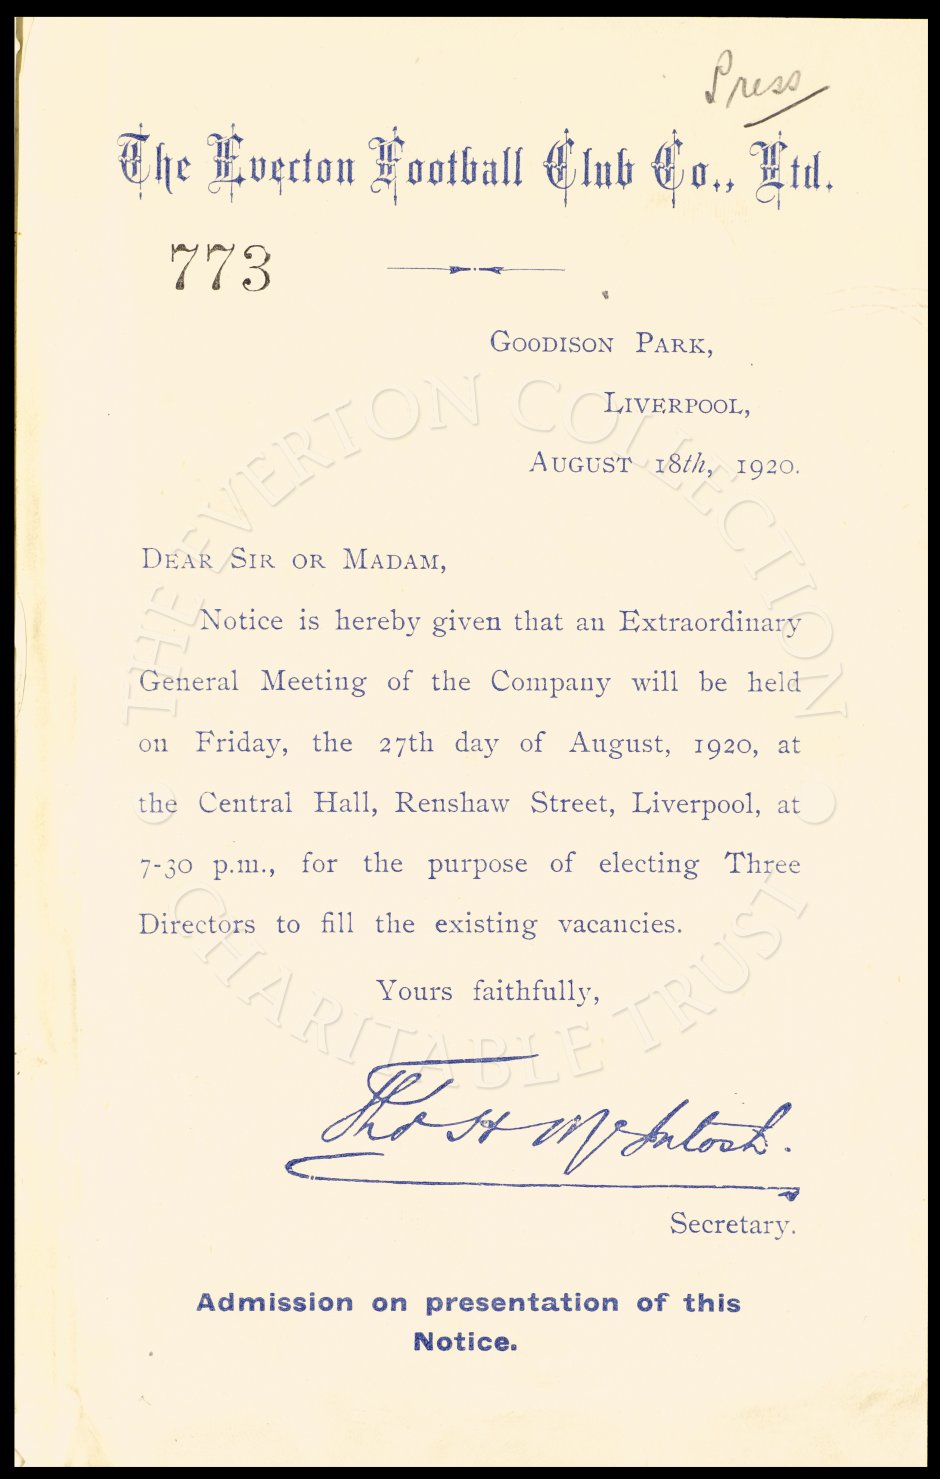 Press
The Everton Football Club Co., Ltd.
773
GOODISON PARK,
LIVERPOOL,
AUGUST 18th, 1920.
DEAR SIR OR MADAM,
Notice is hereby given that an Extraordinary
General Meeting of the Company will be held
on Friday, the 27th day of August, 1920, at
the Central Hall, Renshaw Street, Liverpool, at
7-30 p.m., for the purpose of electing Three
Directors to fill the existing vacancies.
Yours faithfully,
Tho H McIntosh.
Secretary.
Admission on presentation of this
Notice.
THE EVERTON COLLECTION
CHARITABLE TRUST